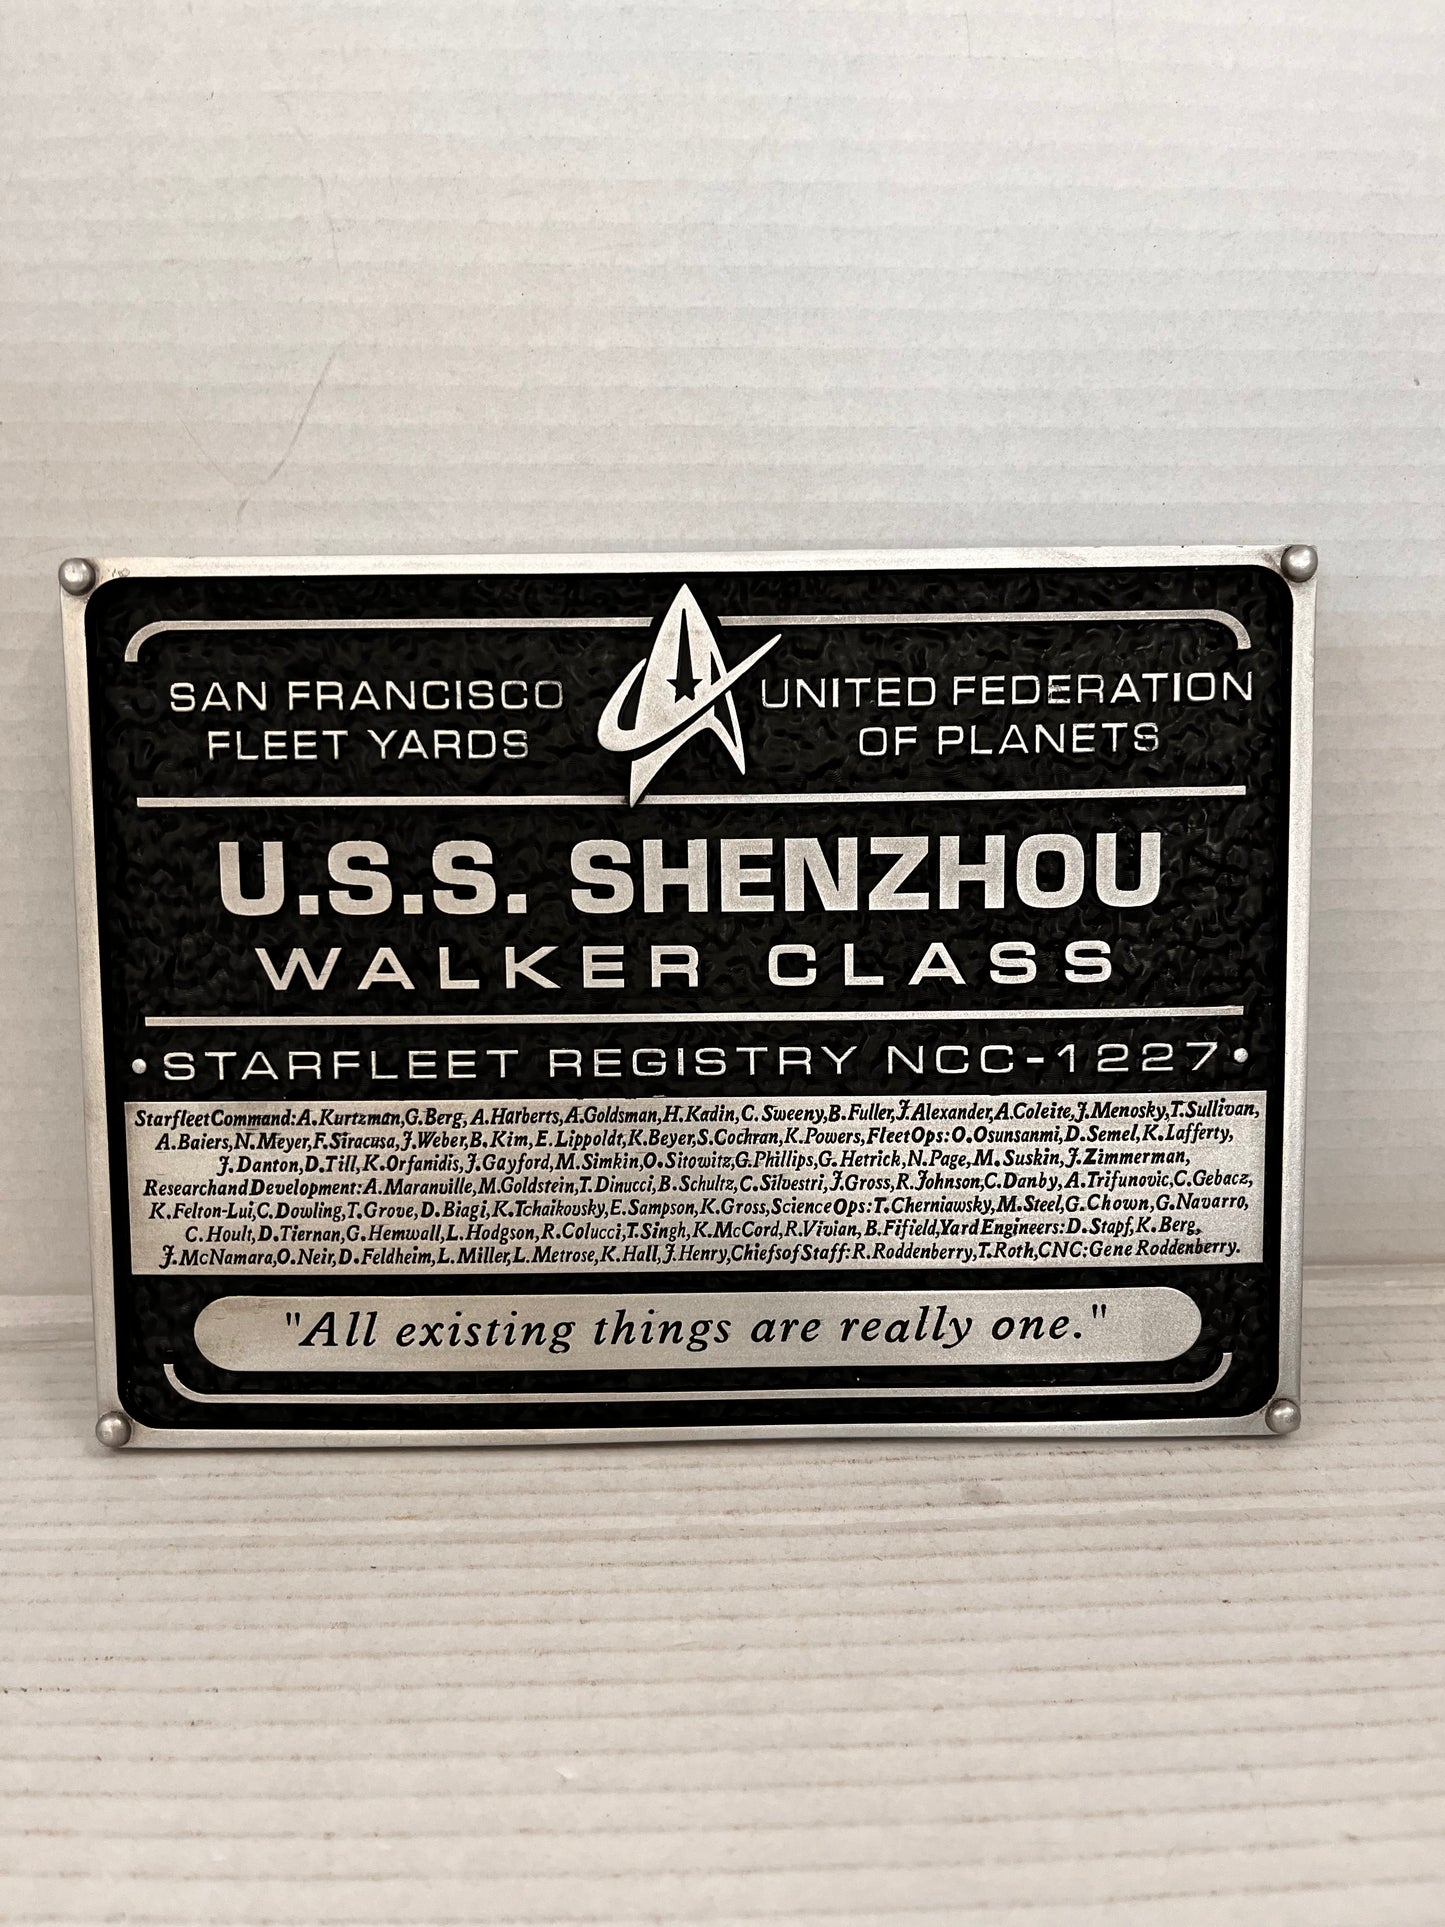 SAN FRANCISCO
FLEET YARDS
UNITED FEDERATION
OF PLANETS
U.S.S. SHENZHOU
WALKER CLASS
• STARFLEET REGISTRY NCC-1227 •
StarfleetCommand:A.Kurtzman,G.Berg, A.Harberts,A.Goldsman,H.Kadin,C. Sweeny,B.Fuller,J.Alexander,A.Coleite,J.Menosky,T.Sullivan,
A.Baiers,N.Meyer,F.Siracusa,J.Weber,B. Kim, E.Lippoldt,K.Beyer,S.Cochran,K.Powers,FleetOps:O.Osunsanmi,D.Semel,K.Lafferty,
J.Danton,D.Till,K.Orfanidis,J.Gayford,M.Simkin,O.Sitowitz,G.Phillips,G.Hetrick,N.Page,M.Suskin,J.Zimmerman,
ResearchandDevelopment:A.Maranville,M.Goldstein,T.Dinucci,B.Schultz,C.Silvestri,J.Gross,R.Johnson,C.Danby,A.Trifunovic,C.Gebacz,
K.Felton-Lui,C.Dowling,T.Grove,D.Biagi,K.Tchaikovsky,E.Sampson,K.Gross,ScienceOps:T.Cherniawsky,M.Steel,G.Chown,G.Navarro,
C.Hoult,D.Tiernan,G.Hemwall,L.Hodgson,R.Colucci,T.Singh,K.McCord,R.Vivian, B.Fifield,YardEngineers:D.Stapf,K.Berg,
J.McNamara,O.Neir,D.Feldheim,L.Miller,L.Metrose,K.Hall,J.Henry,ChiefsofStaff:R.Roddenberry,T.Roth,CNC:Gene Roddenberry.
"All existing things are really one."